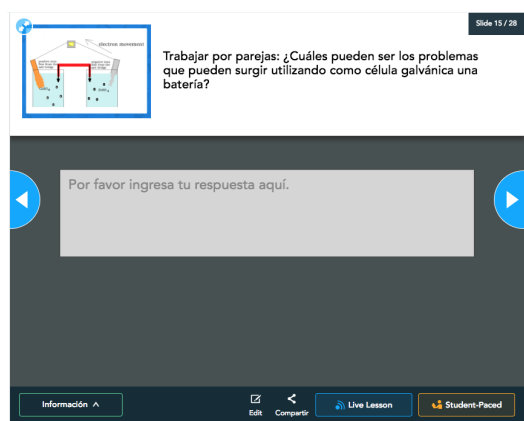 Slide 15 / 28
electron movement
Trabajar por parejas: ¿Cuáles pueden ser los problemas
que pueden surgir utilizando como célula galvánica una
batería?
Por favor ingresa tu respuesta aquí.
Información
Edit
Compartir
Live Lesson
Student-Paced